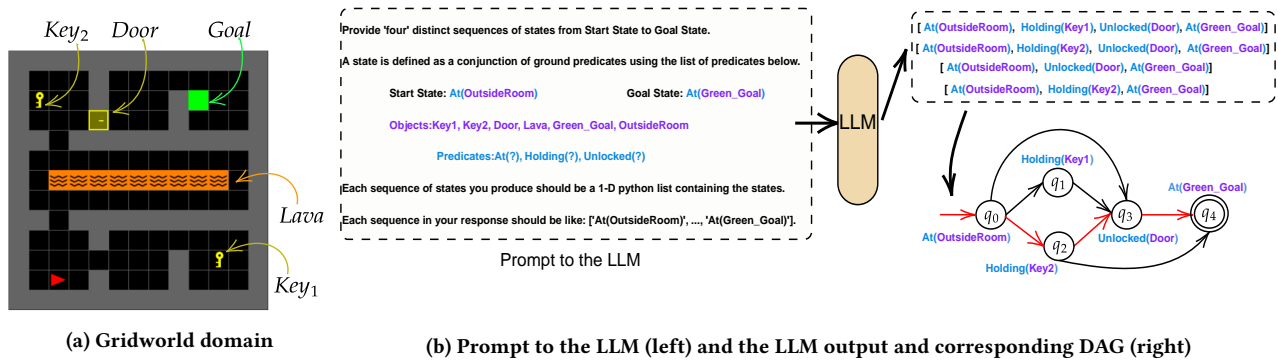 Key2 Door Goal
Lava
Key1
(a) Gridworld domain
Provide 'four' distinct sequences of states from Start State to Goal State.
A state is defined as a conjunction of ground predicates using the list of predicates below.
Start State: At(OutsideRoom) Goal State: At(Green_Goal)
Objects:Key1, Key2, Door, Lava, Green_Goal, OutsideRoom
Predicates:At(?), Holding(?), Unlocked(?)
Each sequence of states you produce should be a 1-D python list containing the states.
Each sequence in your response should be like: ['At(OutsideRoom)', ..., 'At(Green_Goal)'].
Prompt to the LLM
LLM
[ At(OutsideRoom), Holding(Key1), Unlocked(Door), At(Green_Goal)]
[ At(OutsideRoom), Holding(Key2), Unlocked(Door), At(Green_Goal)]
[ At(OutsideRoom), Unlocked(Door), At(Green_Goal)]
[ At(OutsideRoom), Holding(Key2), At(Green_Goal)]
Holding(Key1)
At(Green_Goal)
q1
q0 q3 q4
At(OutsideRoom) q2 Unlocked(Door)
Holding(Key2)
(b) Prompt to the LLM (left) and the LLM output and corresponding DAG (right)